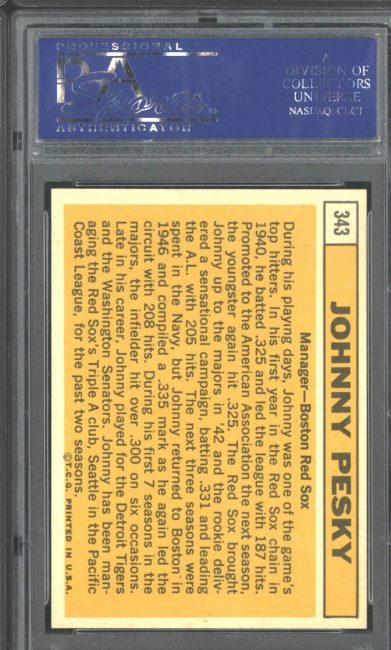 PROFESSIONAL
PSA
AUTHENTICATOR
A
DIVISION OF
COLLECTORS
UNIVERSE
NASDAQ: CLCT
343
JOHNNY PESKY
Manager—Boston Red Sox
During his playing days, Johnny was one of the game's
top hitters. In his first year in the Red Sox chain in
1940, he batted .325 and led the league with 187 hits.
Promoted to the American Association the next season,
the youngster again hit .325. The Red Sox brought
Johnny up to the majors in '42 and the rookie deliv-
ered a sensational campaign, batting .331 and leading
the A.L. with 205 hits. The next three seasons were
spent in the Navy, but Johnny returned to Boston in
1946 and compiled a .335 mark as he again led the
circuit with 208 hits. During his first 7 seasons in the
majors, the infielder hit over .300 on six occasions.
Late in his career, Johnny played for the Detroit Tigers
and the Washington Senators. Johnny has been man-
aging the Red Sox's Triple A club, Seattle in the Pacific
Coast League, for the past two seasons.
©T.C.G. PRINTED IN U.S.A.